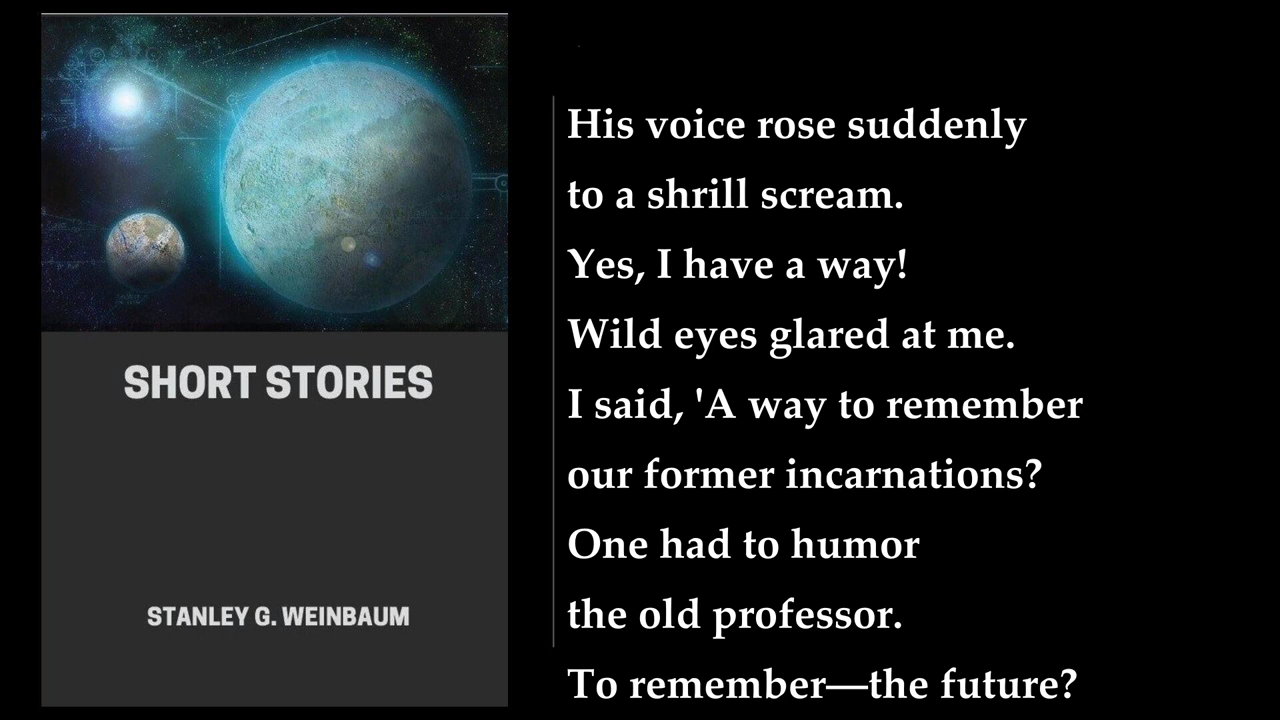 SHORT STORIES
STANLEY G. WEINBAUM
His voice rose suddenly
to a shrill scream.
Yes, I have a way!
Wild eyes glared at me.
I said, 'A way to remember
our former incarnations?
One had to humor
the old professor.
To remember—the future?